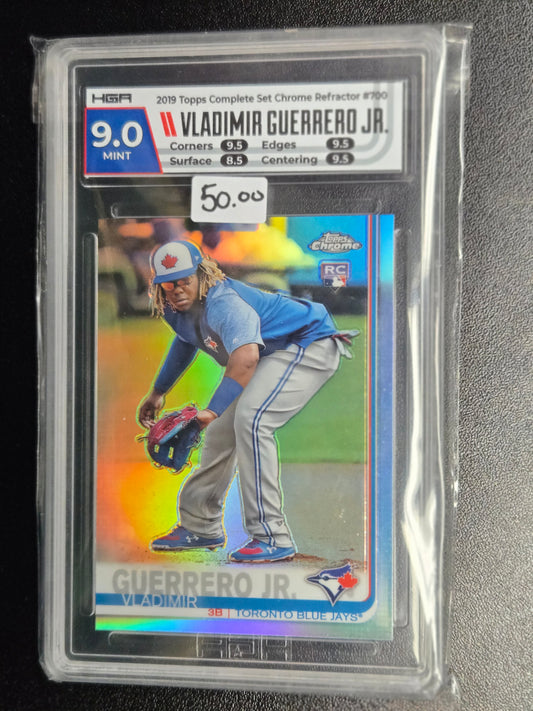 HGA
2019 Topps Complete Set Chrome Refractor #700
9.0
MINT
VLADIMIR GUERRERO JR.
Corners 9.5 Edges 9.5
Surface 8.5 Centering 9.5
50.00
Topps
Chrome
RC
GUERRERO JR.
VLADIMIR
3B | TORONTO BLUE JAYS®